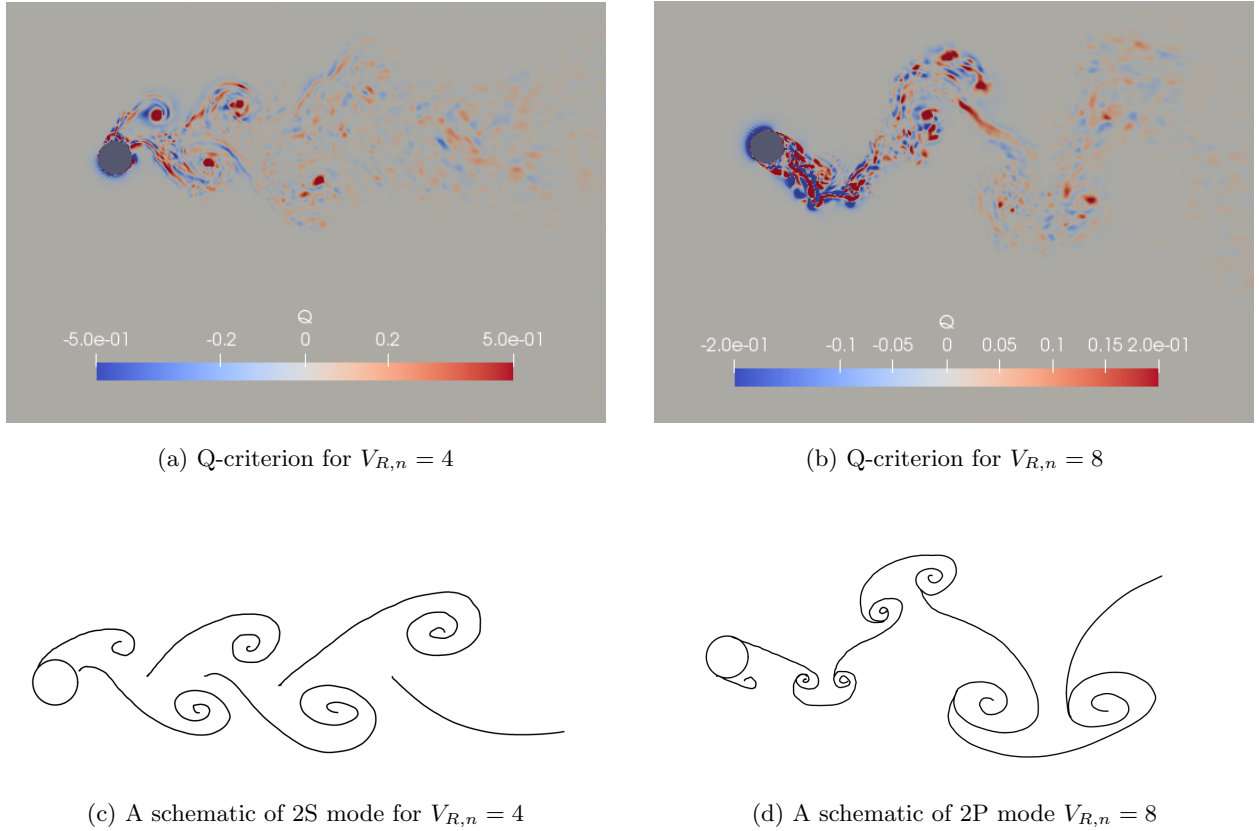 Q
-5.0e-01 -0.2 0 0.2 5.0e-01
Q
-2.0e-01 -0.1 -0.05 0 0.05 0.1 0.15 2.0e-01
(a) Q-criterion for V_{R,n} = 4
(b) Q-criterion for V_{R,n} = 8
(c) A schematic of 2S mode for V_{R,n} = 4
(d) A schematic of 2P mode V_{R,n} = 8